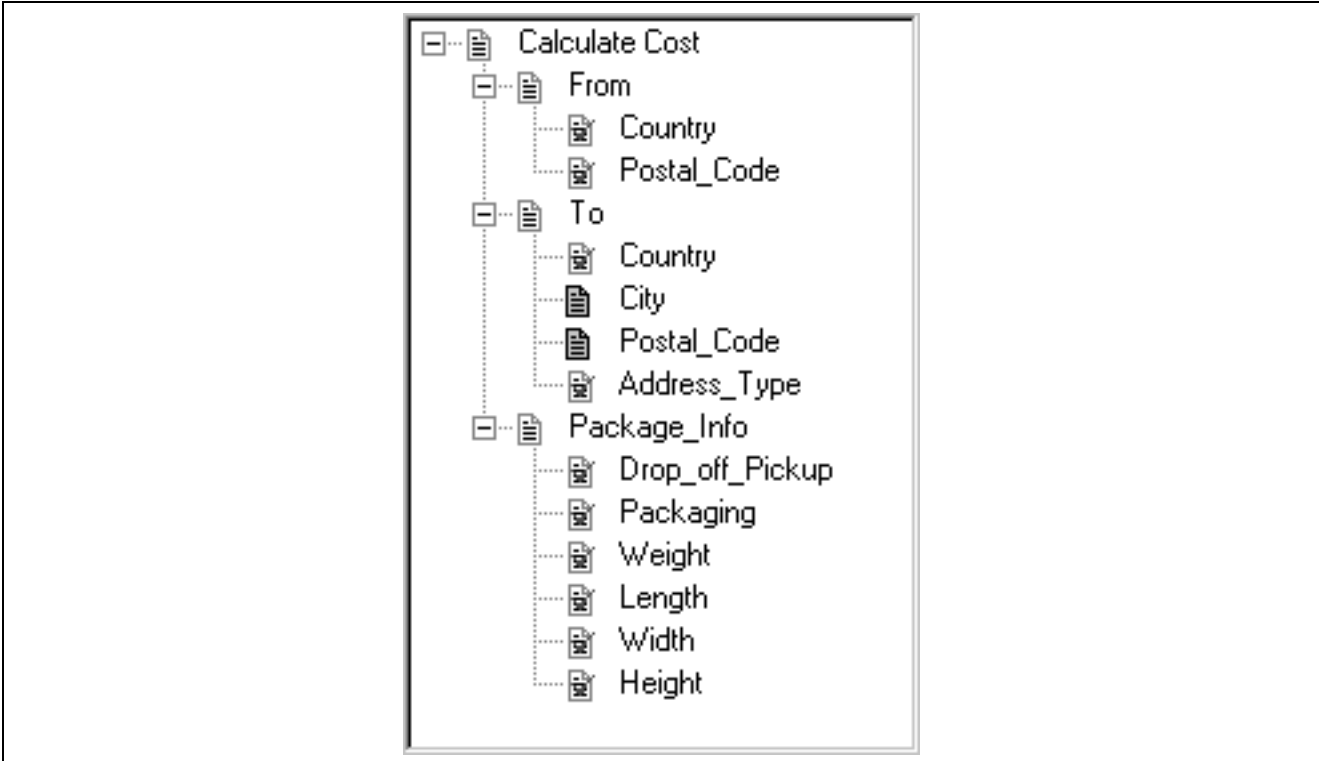 Calculate Cost
From
Country
Postal_Code
To
Country
City
Postal_Code
Address_Type
Package_Info
Drop_off_Pickup
Packaging
Weight
Length
Width
Height